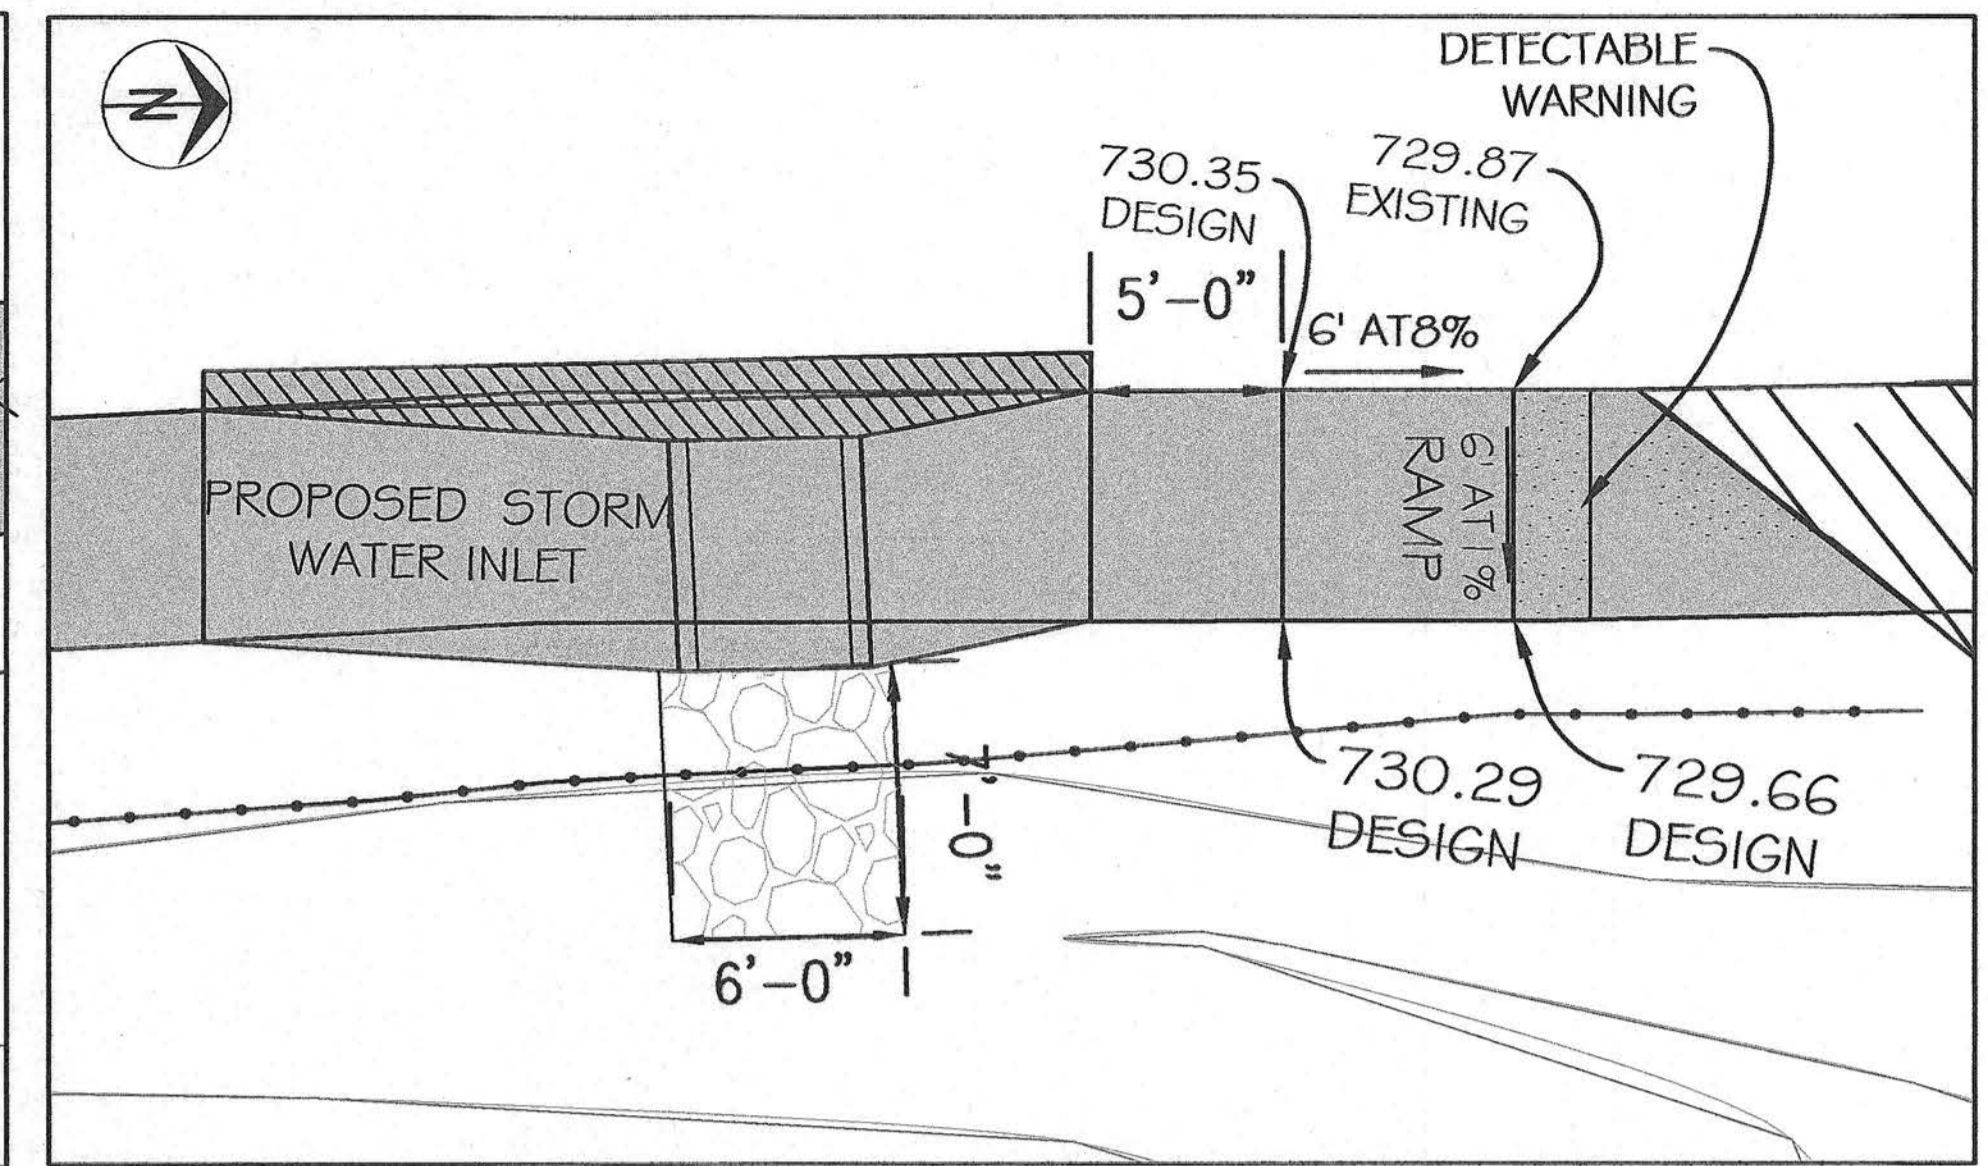 N
DETECTABLE
WARNING
730.35
DESIGN
729.87
EXISTING
5'-0"
6' AT8%
6' AT 1%
RAMP
PROPOSED STORM
WATER INLET
7'-0"
6'-0"
730.29
DESIGN
729.66
DESIGN